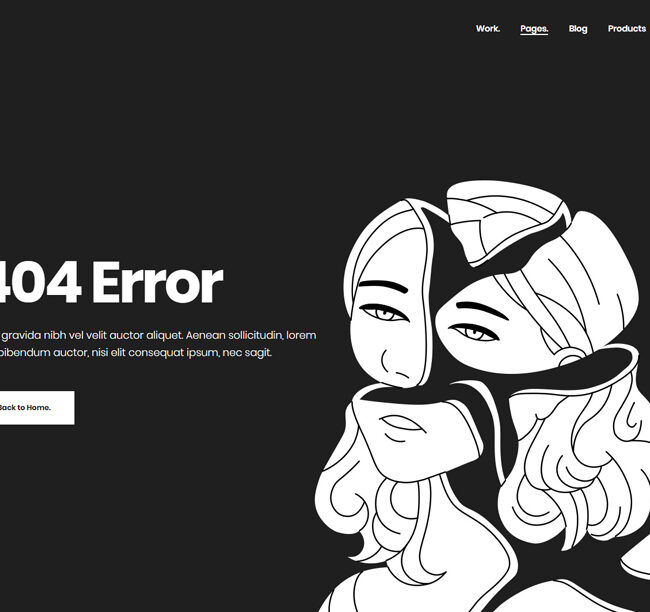 Work. Pages. Blog Products
404 Error
gravida nibh vel velit auctor aliquet. Aenean sollicitudin, lorem
bibendum auctor, nisi elit consequat ipsum, nec sagit.
Back to Home.